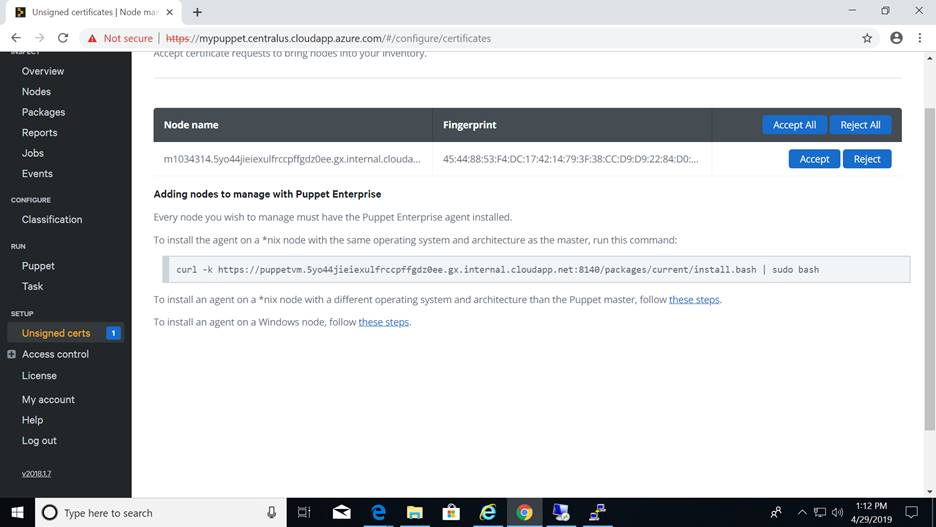 Unsigned certificates | Node ma
Not secure
https://mypuppet.centralus.cloudapp.azure.com/#/configure/certificates
INSPECT
Overview
Nodes
Packages
Reports
Jobs
Events
CONFIGURE
Classification
RUN
Puppet
Task
SETUP
Unsigned certs 1
Access control
License
My account
Help
Log out
v2018.1.7
Accept certificate requests to bring nodes into your inventory.
Node name Fingerprint Accept All Reject All
m1034314.5yo44jieiexulfrccpffgdz0ee.gx.internal.clouda... 45:44:88:53:F4:DC:17:42:14:79:3F:38:CC:D9:D9:22:84:D0:... Accept Reject
Adding nodes to manage with Puppet Enterprise
Every node you wish to manage must have the Puppet Enterprise agent installed.
To install the agent on a *nix node with the same operating system and architecture as the master, run this command:
curl -k https://puppetvm.5yo44jieiexulfrccpffgdz0ee.gx.internal.cloudapp.net:8140/packages/current/install.bash | sudo bash
To install an agent on a *nix node with a different operating system and architecture than the Puppet master, follow these steps.
To install an agent on a Windows node, follow these steps.
Type here to search
1:12 PM
4/29/2019